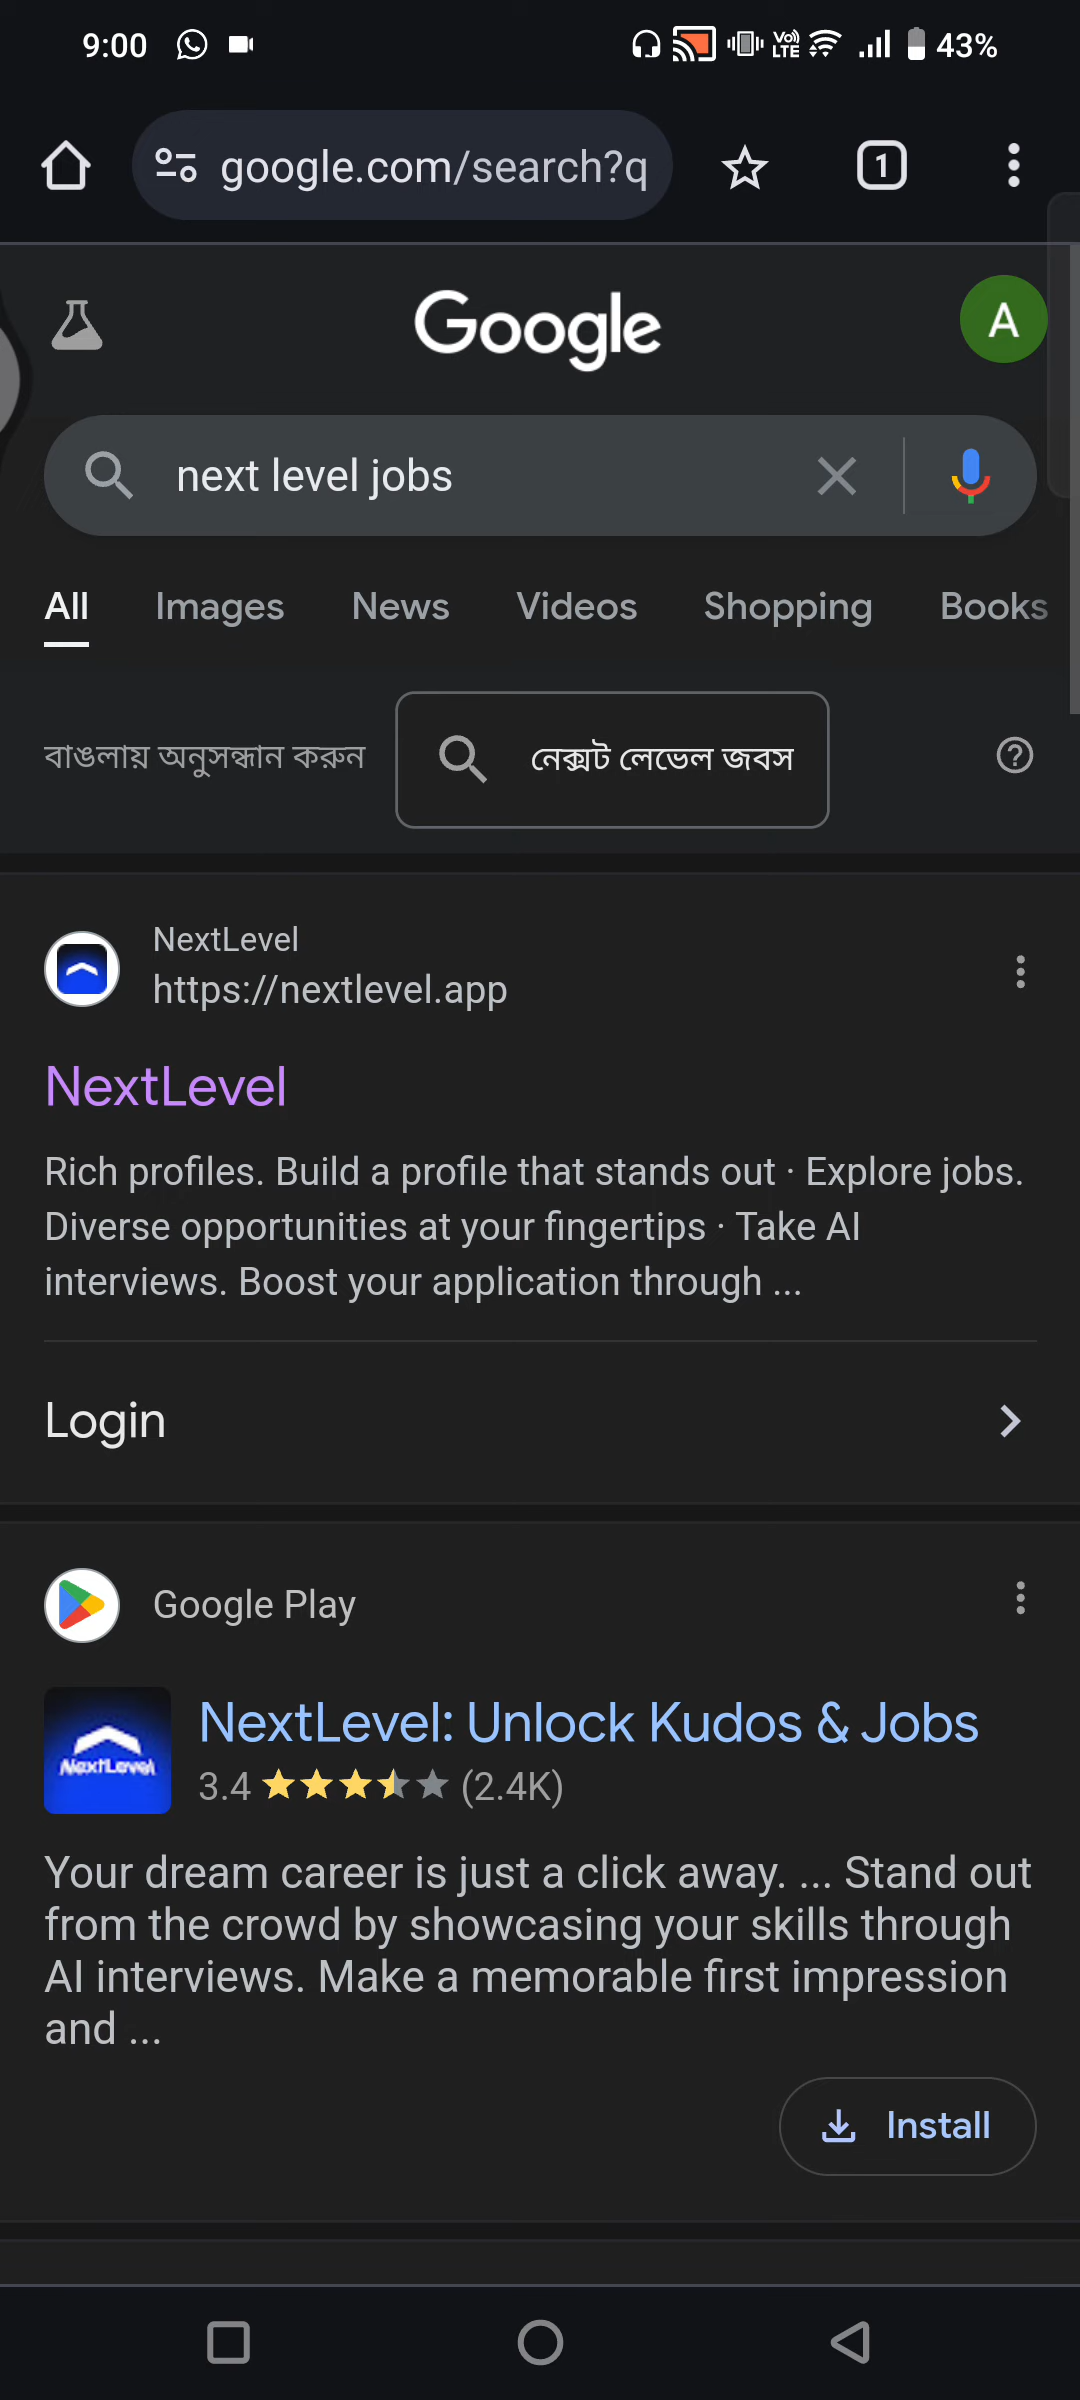 9:00
Vo)) LTE
43%
google.com/search?q
1
Google
A
next level jobs
All Images News Videos Shopping Books
বাঙলায় অনুসন্ধান করুন
নেক্সট লেভেল জবস
NextLevel
https://nextlevel.app
NextLevel
Rich profiles. Build a profile that stands out · Explore jobs.
Diverse opportunities at your fingertips · Take AI
interviews. Boost your application through ...
Login
Google Play
NextLevel
NextLevel: Unlock Kudos & Jobs
3.4 (2.4K)
Your dream career is just a click away. ... Stand out
from the crowd by showcasing your skills through
AI interviews. Make a memorable first impression
and ...
Install